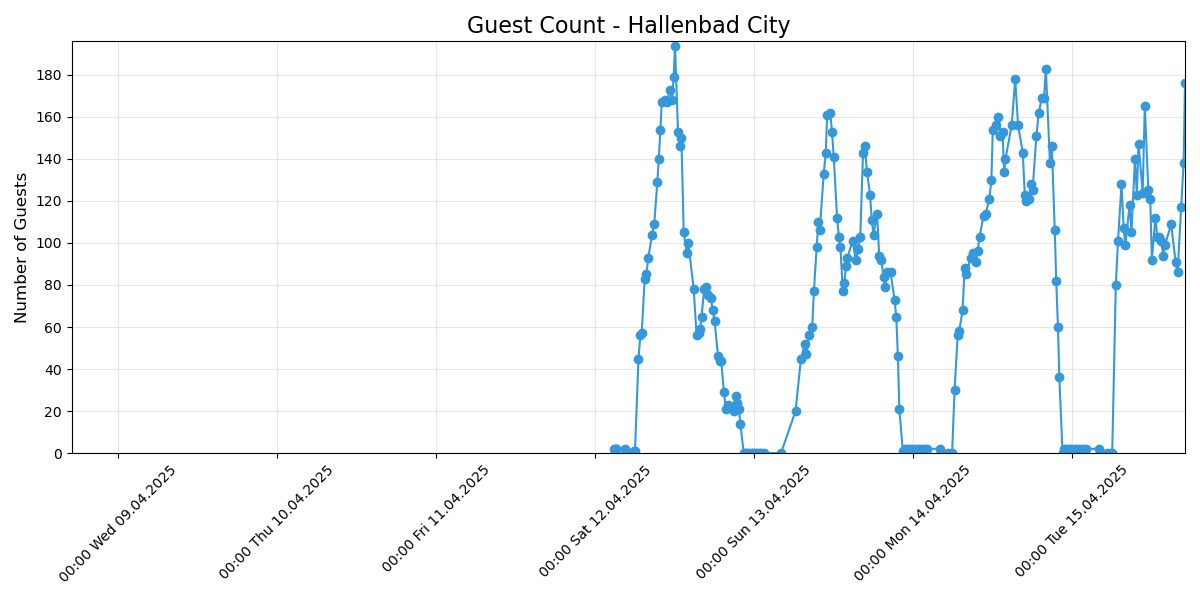 Guest Count - Hallenbad City
Number of Guests
180
160
140
120
100
80
60
40
20
0
00:00 Wed 09.04.2025
00:00 Thu 10.04.2025
00:00 Fri 11.04.2025
00:00 Sat 12.04.2025
00:00 Sun 13.04.2025
00:00 Mon 14.04.2025
00:00 Tue 15.04.2025